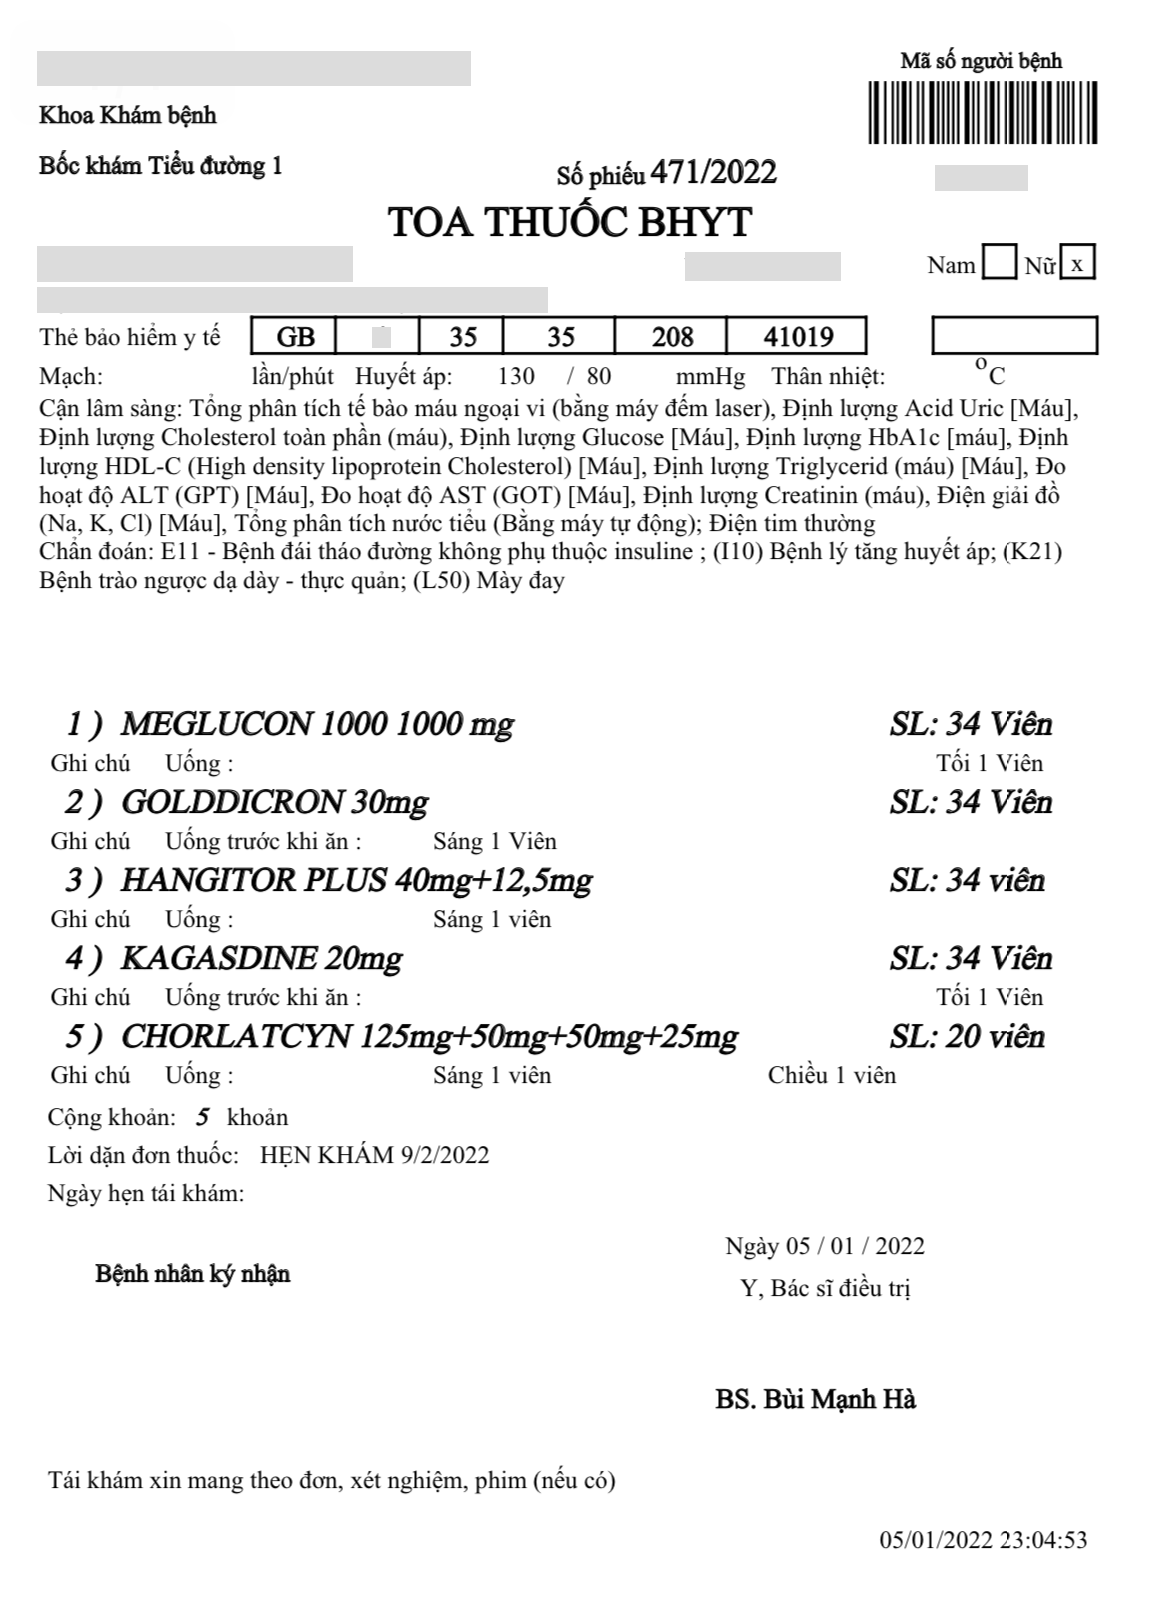 Mã số người bệnh
Khoa Khám bệnh
Bốc khám Tiểu đường 1
Số phiếu 471/2022
TOA THUỐC BHYT
Nam Nữ x
Thẻ bảo hiểm y tế GB 35 35 208 41019
Mạch: lần/phút Huyết áp: 130 / 80 mmHg Thân nhiệt: °C
Cận lâm sàng: Tổng phân tích tế bào máu ngoại vi (bằng máy đếm laser), Định lượng Acid Uric [Máu],
Định lượng Cholesterol toàn phần (máu), Định lượng Glucose [Máu], Định lượng HbA1c [máu], Định
lượng HDL-C (High density lipoprotein Cholesterol) [Máu], Định lượng Triglycerid (máu) [Máu], Đo
hoạt độ ALT (GPT) [Máu], Đo hoạt độ AST (GOT) [Máu], Định lượng Creatinin (máu), Điện giải đồ
(Na, K, Cl) [Máu], Tổng phân tích nước tiểu (Bằng máy tự động); Điện tim thường
Chẩn đoán: E11 - Bệnh đái tháo đường không phụ thuộc insuline ; (I10) Bệnh lý tăng huyết áp; (K21)
Bệnh trào ngược dạ dày - thực quản; (L50) Mày đay
1 ) MEGLUCON 1000 1000 mg SL: 34 Viên
Ghi chú Uống : Tối 1 Viên
2 ) GOLDDICRON 30mg SL: 34 Viên
Ghi chú Uống trước khi ăn : Sáng 1 Viên
3 ) HANGITOR PLUS 40mg+12,5mg SL: 34 viên
Ghi chú Uống : Sáng 1 viên
4 ) KAGASDINE 20mg SL: 34 Viên
Ghi chú Uống trước khi ăn : Tối 1 Viên
5 ) CHORLATCYN 125mg+50mg+50mg+25mg SL: 20 viên
Ghi chú Uống : Sáng 1 viên Chiều 1 viên
Cộng khoản: 5 khoản
Lời dặn đơn thuốc: HẸN KHÁM 9/2/2022
Ngày hẹn tái khám:
Ngày 05 / 01 / 2022
Bệnh nhân ký nhận
Y, Bác sĩ điều trị
BS. Bùi Mạnh Hà
Tái khám xin mang theo đơn, xét nghiệm, phim (nếu có)
05/01/2022 23:04:53